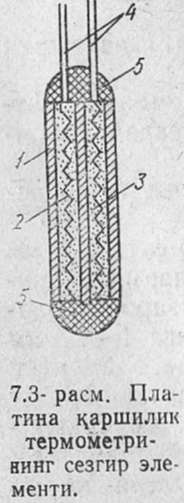 4
5
1
2
3
5
7.3- расм. Пла-
тина қаршилик
термометри-
нинг сезгир эле-
менти.